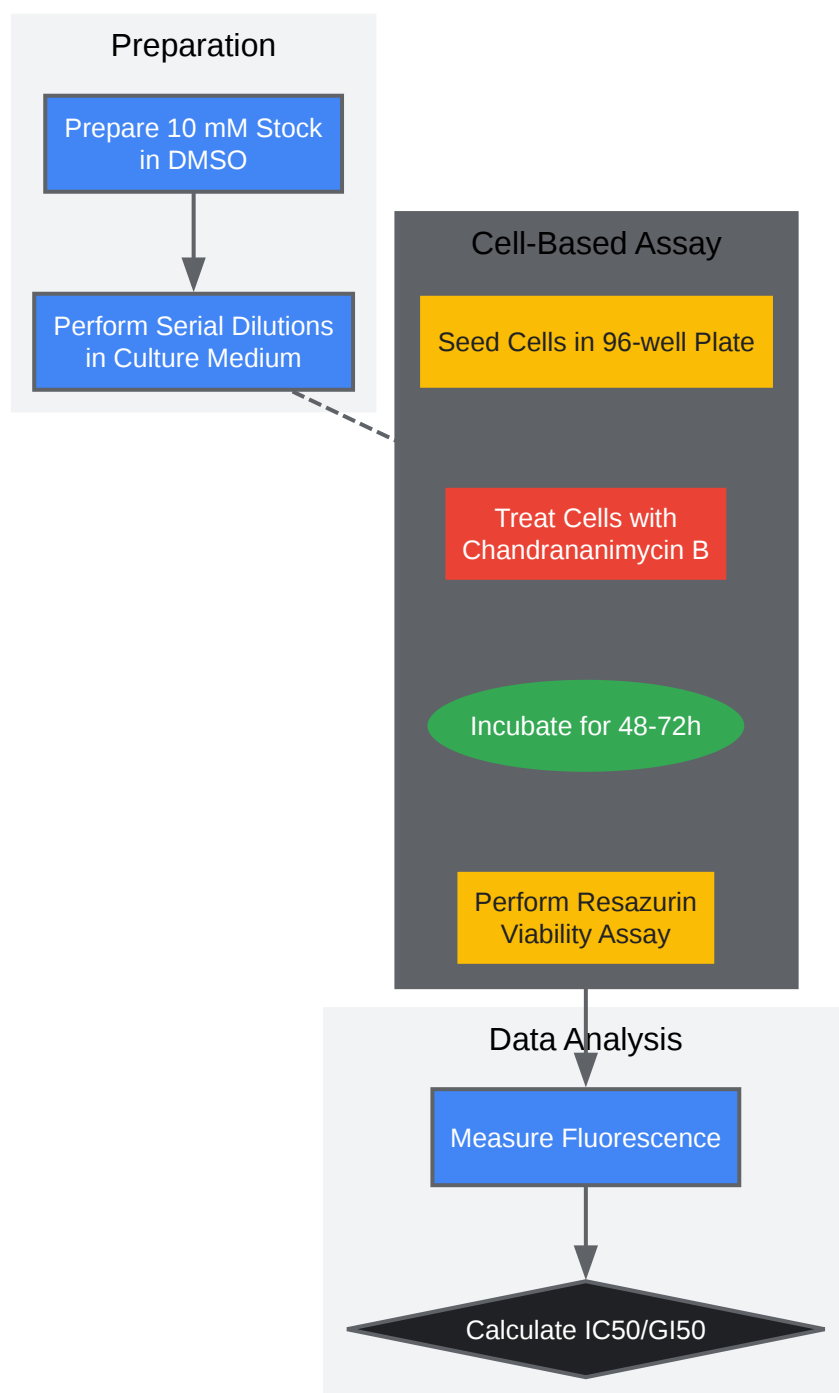 Preparation
Prepare 10 mM Stock
in DMSO
Perform Serial Dilutions
in Culture Medium
Cell-Based Assay
Seed Cells in 96-well Plate
Treat Cells with
Chandrananimycin B
Incubate for 48-72h
Perform Resazurin
Viability Assay
Data Analysis
Measure Fluorescence
Calculate IC50/GI50